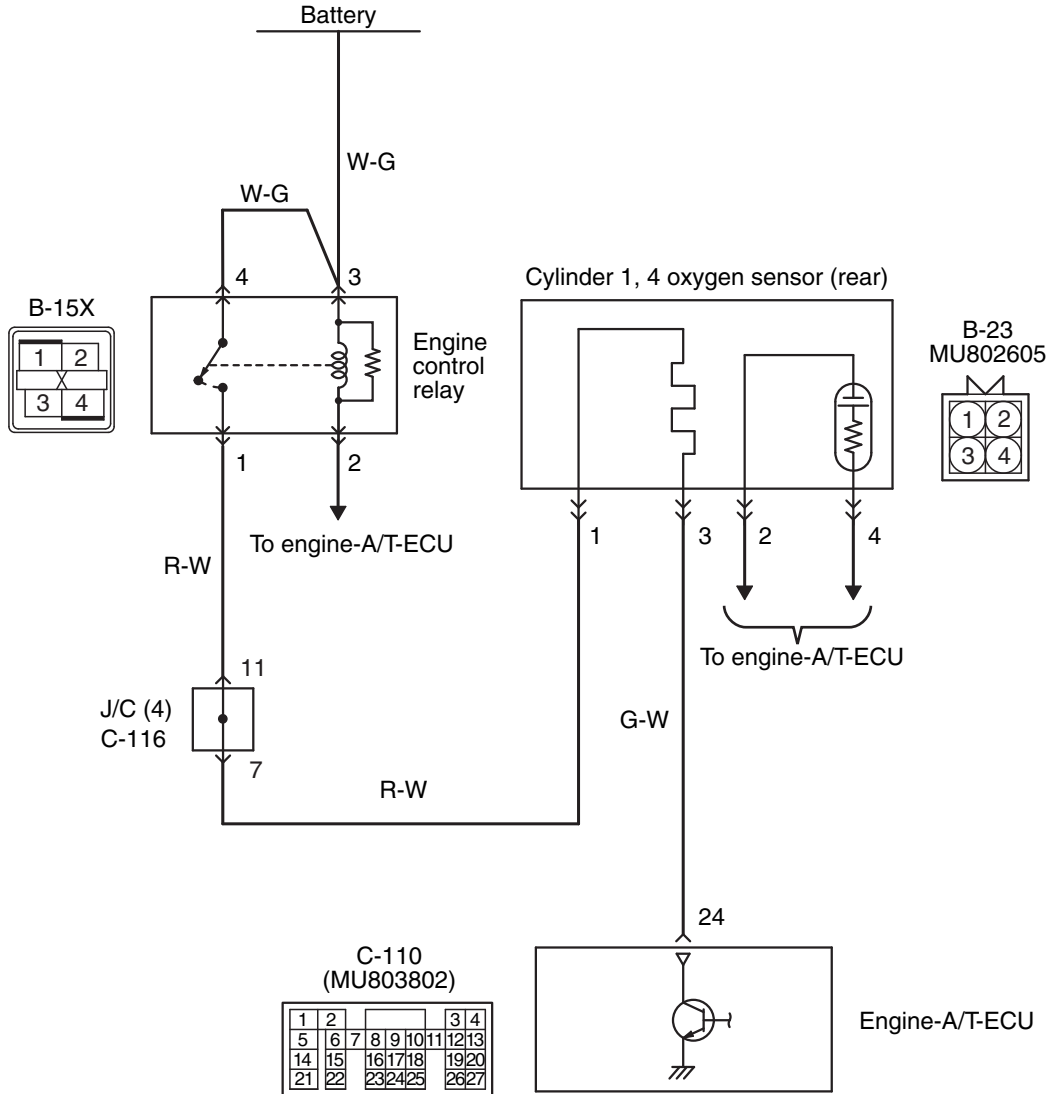 Battery
W-G
W-G
4 3
Cylinder 1, 4 oxygen sensor (rear)
B-15X
1 2
3 4
Engine
control
relay
B-23
MU802605
1 2
3 4
1 2
To engine-A/T-ECU
1 3 2 4
R-W
To engine-A/T-ECU
11
J/C (4)
C-116
7
G-W
R-W
24
C-110
(MU803802)
1 2 3 4
5 6 7 8 9 10 11 12 13
14 15 16 17 18 19 20
21 22 23 24 25 26 27
Engine-A/T-ECU